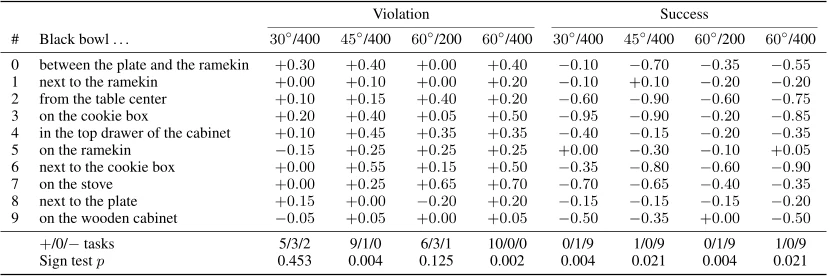 Violation Success
# Black bowl … 30°/400 45°/400 60°/200 60°/400 30°/400 45°/400 60°/200 60°/400
0 between the plate and the ramekin +0.30 +0.40 +0.00 +0.40 −0.10 −0.70 −0.35 −0.55
1 next to the ramekin +0.00 +0.10 +0.00 +0.20 −0.10 +0.10 −0.20 −0.20
2 from the table center +0.10 +0.15 +0.40 +0.20 −0.60 −0.90 −0.60 −0.75
3 on the cookie box +0.20 +0.40 +0.05 +0.50 −0.95 −0.90 −0.20 −0.85
4 in the top drawer of the cabinet +0.10 +0.45 +0.35 +0.35 −0.40 −0.15 −0.20 −0.35
5 on the ramekin −0.15 +0.25 +0.25 +0.25 +0.00 −0.30 −0.10 +0.05
6 next to the cookie box +0.00 +0.55 +0.15 +0.50 −0.35 −0.80 −0.60 −0.90
7 on the stove +0.00 +0.25 +0.65 +0.70 −0.70 −0.65 −0.40 −0.35
8 next to the plate +0.15 +0.00 −0.20 +0.20 −0.15 −0.15 −0.15 −0.20
9 on the wooden cabinet −0.05 +0.05 +0.00 +0.05 −0.50 −0.35 +0.00 −0.50
+/0/− tasks 5/3/2 9/1/0 6/3/1 10/0/0 0/1/9 1/0/9 0/1/9 1/0/9
Sign test p 0.453 0.004 0.125 0.002 0.004 0.021 0.004 0.021